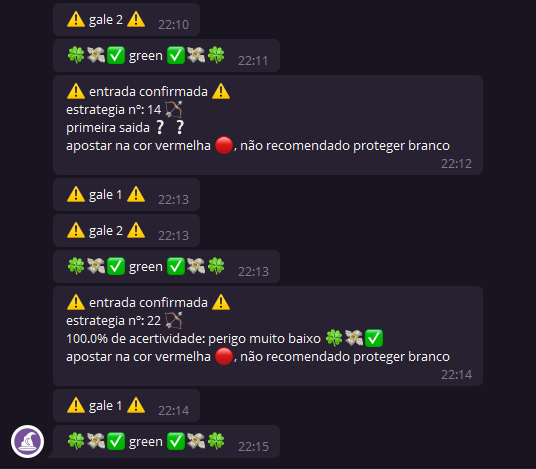 ⚠️ gale 2 ⚠️ 22:10
🍀💸✅ green ✅💸🍀 22:11
⚠️ entrada confirmada ⚠️
estrategia nº: 14 🏹
primeira saida ❔ ❔
apostar na cor vermelha 🔴, não recomendado proteger branco
22:12
⚠️ gale 1 ⚠️ 22:13
⚠️ gale 2 ⚠️ 22:13
🍀💸✅ green ✅💸🍀 22:13
⚠️ entrada confirmada ⚠️
estrategia nº: 22 🏹
100.0% de acertividade: perigo muito baixo 🍀💸✅
apostar na cor vermelha 🔴, não recomendado proteger branco
22:14
⚠️ gale 1 ⚠️ 22:14
🍀💸✅ green ✅💸🍀 22:15